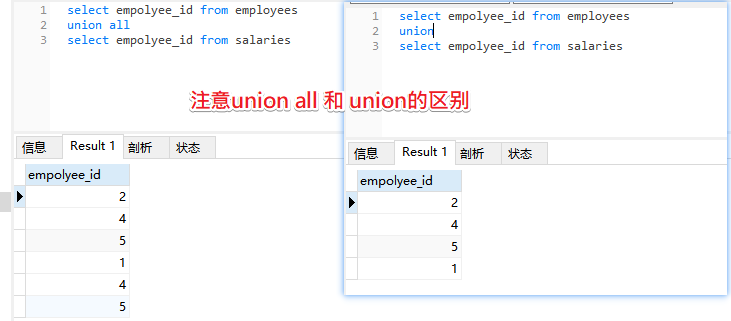 1 select empolyee_id from employees
2 union all
3 select empolyee_id from salaries
1 select empolyee_id from employees
2 union
3 select empolyee_id from salaries
注意union all 和 union的区别
信息 Result 1 剖析 状态
empolyee_id
2
4
5
1
4
5
信息 Result 1 剖析 状态
empolyee_id
2
4
5
1